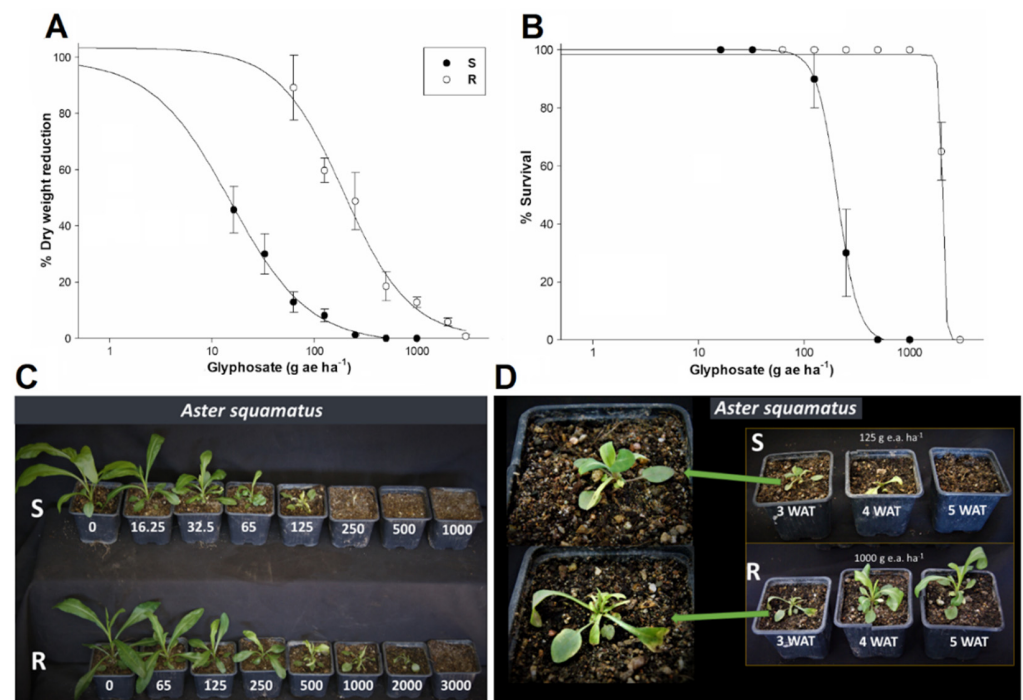 A
100
80
60
40
20
0
% Dry weight reduction
1
10
100
1000
Glyphosate (g ae ha⁻¹)
S
R
B
100
80
60
40
20
0
% Survival
1
10
100
1000
Glyphosate (g ae ha⁻¹)
C
Aster squamatus
S
0 16.25 32.5 65 125 250 500 1000
R
0 65 125 250 500 1000 2000 3000
D
Aster squamatus
S
125 g e.a. ha⁻¹
3 WAT 4 WAT 5 WAT
R
1000 g e.a. ha⁻¹
3 WAT 4 WAT 5 WAT